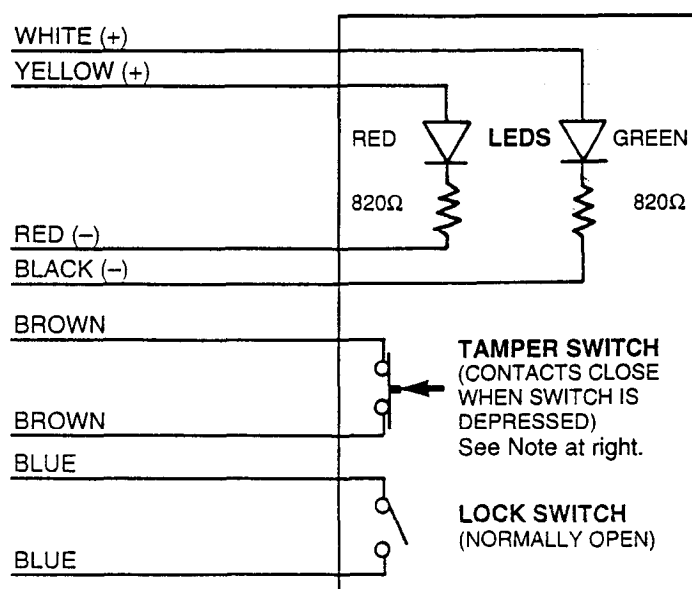 WHITE (+)
YELLOW (+)
RED LEDS GREEN
820Ω 820Ω
RED (–)
BLACK (–)
BROWN
TAMPER SWITCH
(CONTACTS CLOSE
WHEN SWITCH IS
DEPRESSED)
See Note at right.
BROWN
BLUE
LOCK SWITCH
(NORMALLY OPEN)
BLUE